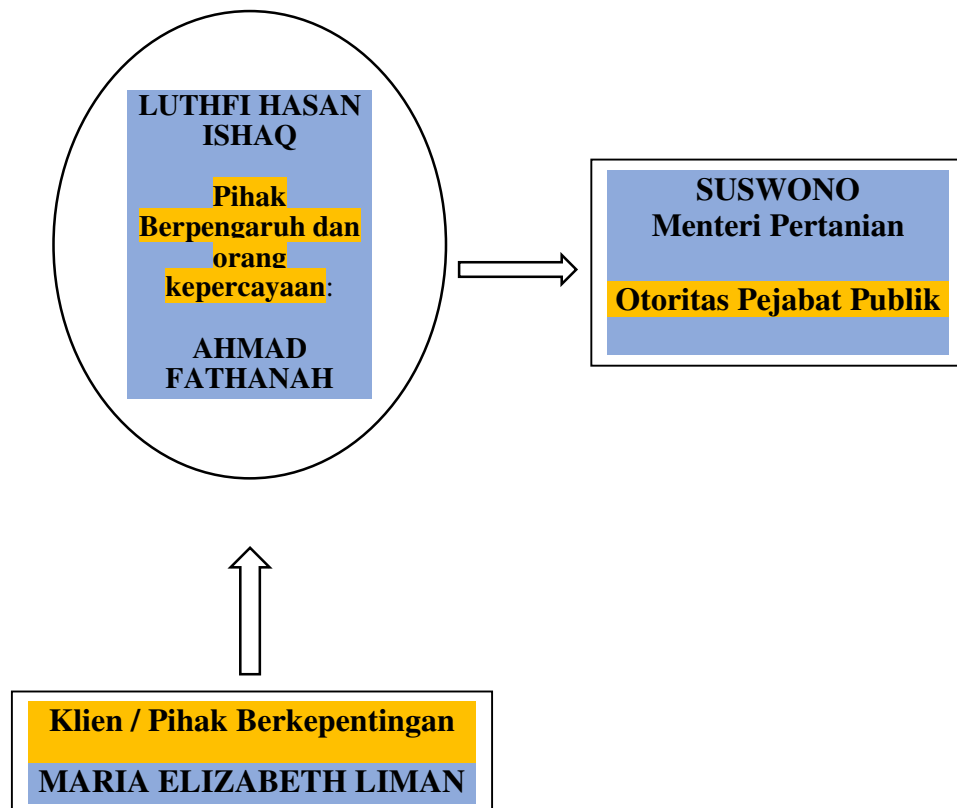 LUTHFI HASAN
ISHAQ
Pihak
Berpengaruh dan
orang
kepercayaan:
AHMAD
FATHANAH
SUSWONO
Menteri Pertanian
Otoritas Pejabat Publik
Klien / Pihak Berkepentingan
MARIA ELIZABETH LIMAN